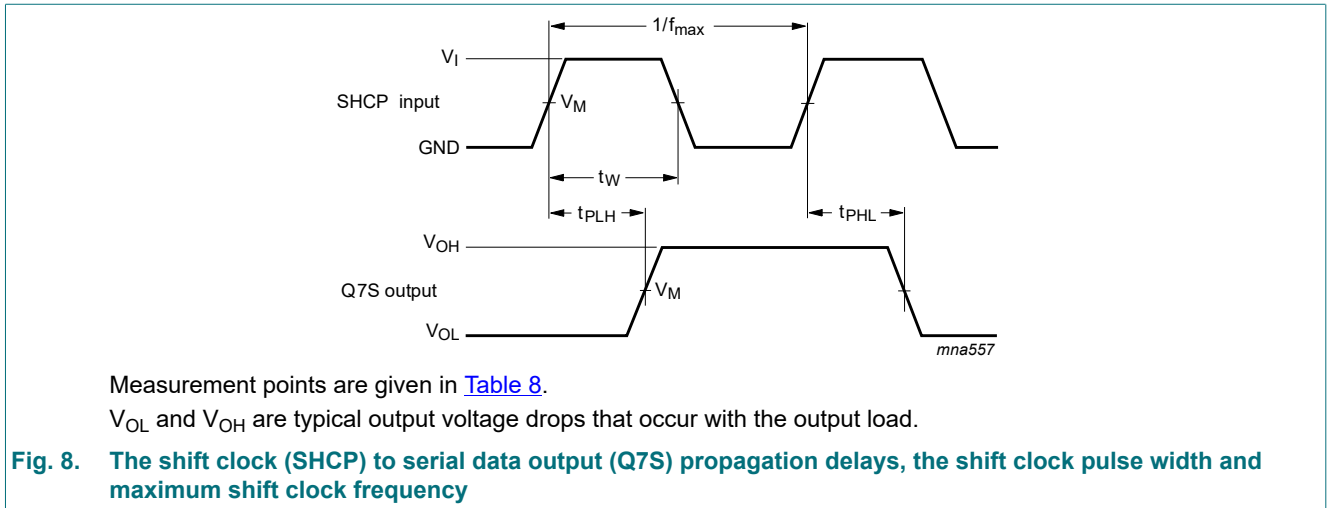 1/fmax
VI
SHCP input
VM
GND
tW
tPLH
tPHL
VOH
Q7S output
VM
VOL
mna557
Measurement points are given in Table 8.
VOL and VOH are typical output voltage drops that occur with the output load.
Fig. 8. The shift clock (SHCP) to serial data output (Q7S) propagation delays, the shift clock pulse width and
maximum shift clock frequency